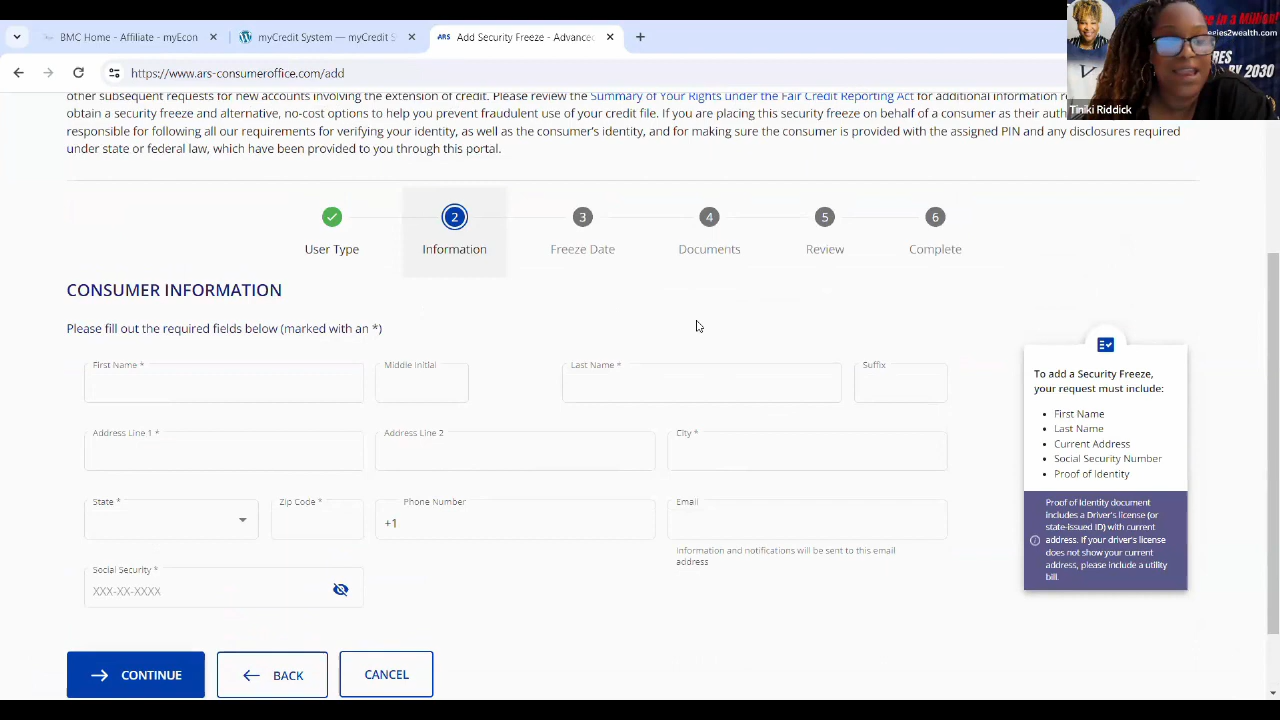 BMC Home - Affiliate - myEcon
myCredit System — myCredit S
ARS
Add Security Freeze - Advance
https://www.ars-consumeroffice.com/add
e in a Million!
egies2wealth.com
RES
BY 2030
V
Tiniki Riddick
other subsequent requests for new accounts involving the extension of credit. Please review the Summary of Your Rights under the Fair Credit Reporting Act for additional information re
obtain a security freeze and alternative, no-cost options to help prevent fraudulent use of your credit file. If you are placing this security freeze on behalf of a consumer as their auth
responsible for following all our requirements for verifying your identity, as well as the consumer's identity, and for making sure the consumer is provided with the assigned PIN and any disclosures required
under state or federal law, which have been provided to you through this portal.
2 3 4 5 6
User Type Information Freeze Date Documents Review Complete
CONSUMER INFORMATION
Please fill out the required fields below (marked with an *)
First Name * Middle Initial Last Name * Suffix
Address Line 1 * Address Line 2 City *
State * Zip Code * Phone Number Email
+1
Information and notifications will be sent to this email
address
Social Security *
XXX-XX-XXXX
To add a Security Freeze,
your request must include:
• First Name
• Last Name
• Current Address
• Social Security Number
• Proof of Identity
Proof of Identity document
includes a Driver's license (or
state-issued ID) with current
address. If your driver's license
does not show your current
address, please include a utility
bill.
CONTINUE BACK CANCEL